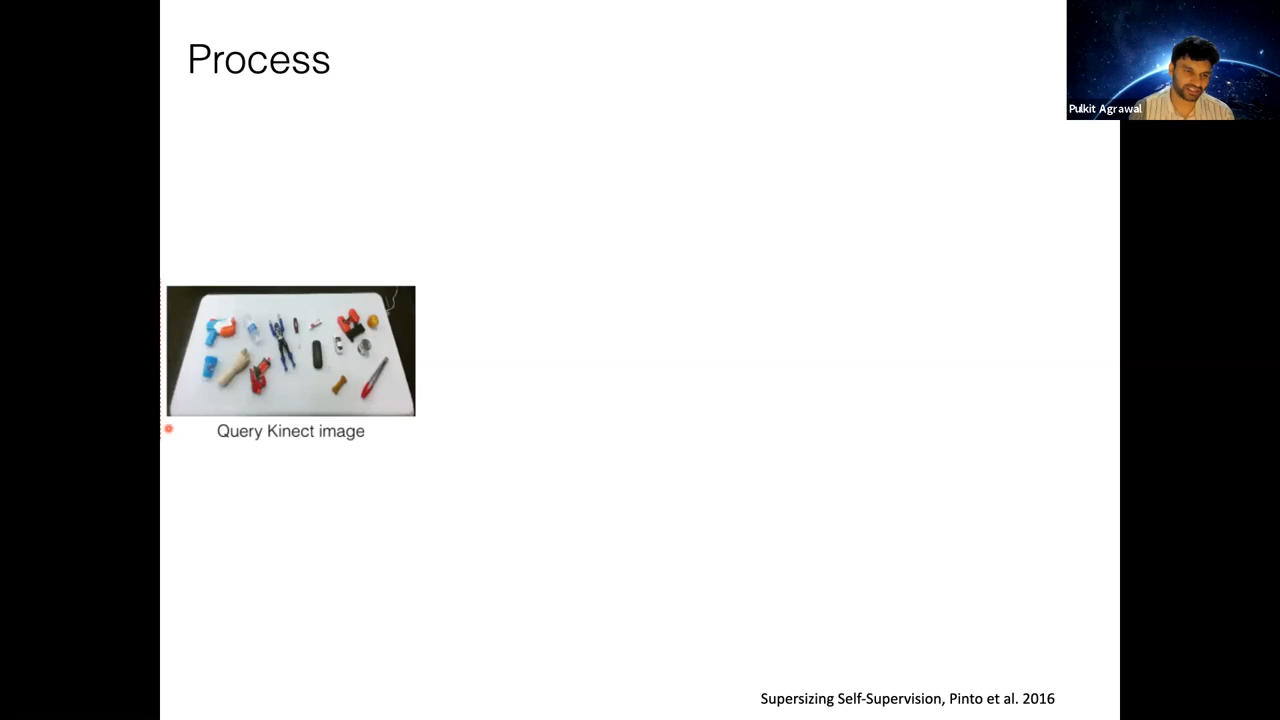 Process
Pulkit Agrawal
Query Kinect image
Supersizing Self-Supervision, Pinto et al. 2016